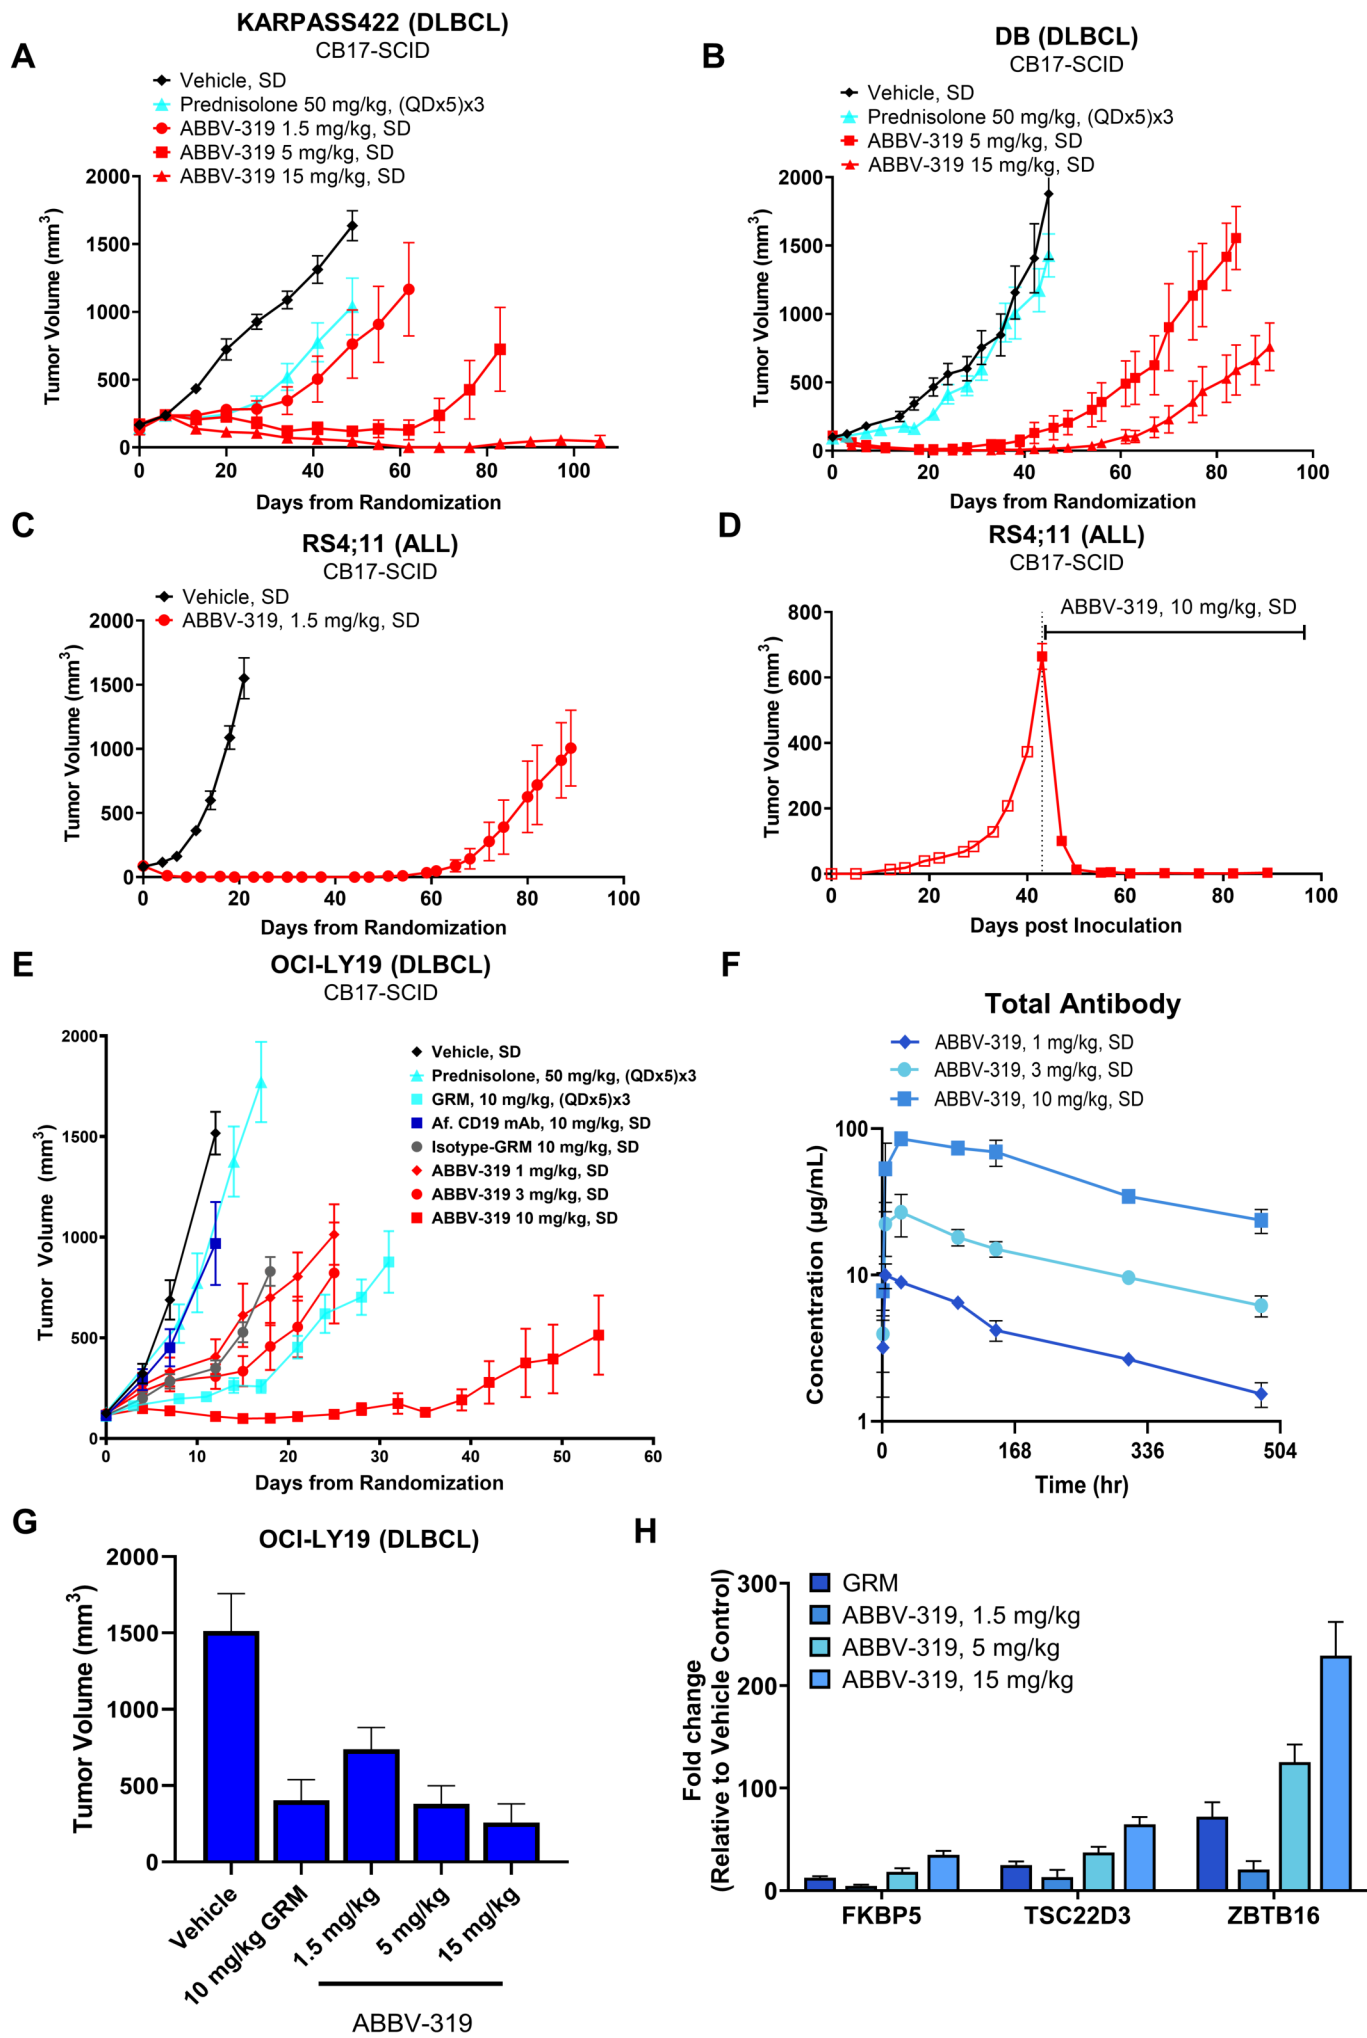 A
KARPASS422 (DLBCL)
CB17-SCID
Vehicle, SD
Prednisolone 50 mg/kg, (QDx5)x3
ABBV-319 1.5 mg/kg, SD
ABBV-319 5 mg/kg, SD
ABBV-319 15 mg/kg, SD
Tumor Volume (mm³)
2000
1500
1000
500
0
0 20 40 60 80 100
Days from Randomization
B
DB (DLBCL)
CB17-SCID
Vehicle, SD
Prednisolone 50 mg/kg, (QDx5)x3
ABBV-319 5 mg/kg, SD
ABBV-319 15 mg/kg, SD
Tumor Volume (mm³)
2000
1500
1000
500
0
0 20 40 60 80 100
Days from Randomization
C
RS4;11 (ALL)
CB17-SCID
Vehicle, SD
ABBV-319, 1.5 mg/kg, SD
Tumor Volume (mm³)
2000
1500
1000
500
0
0 20 40 60 80 100
Days from Randomization
D
RS4;11 (ALL)
CB17-SCID
ABBV-319, 10 mg/kg, SD
Tumor Volume (mm³)
800
600
400
200
0
0 20 40 60 80 100
Days post Inoculation
E
OCI-LY19 (DLBCL)
CB17-SCID
Vehicle, SD
Prednisolone, 50 mg/kg, (QDx5)x3
GRM, 10 mg/kg, (QDx5)x3
Af. CD19 mAb, 10 mg/kg, SD
Isotype-GRM 10 mg/kg, SD
ABBV-319 1 mg/kg, SD
ABBV-319 3 mg/kg, SD
ABBV-319 10 mg/kg, SD
Tumor Volume (mm³)
2000
1500
1000
500
0
0 10 20 30 40 50 60
Days from Randomization
F
Total Antibody
ABBV-319, 1 mg/kg, SD
ABBV-319, 3 mg/kg, SD
ABBV-319, 10 mg/kg, SD
Concentration (µg/mL)
100
10
1
0 168 336 504
Time (hr)
G
OCI-LY19 (DLBCL)
Tumor Volume (mm³)
2000
1500
1000
500
0
Vehicle
10 mg/kg GRM
1.5 mg/kg
5 mg/kg
15 mg/kg
ABBV-319
H
GRM
ABBV-319, 1.5 mg/kg
ABBV-319, 5 mg/kg
ABBV-319, 15 mg/kg
Fold change
(Relative to Vehicle Control)
300
200
100
0
FKBP5 TSC22D3 ZBTB16